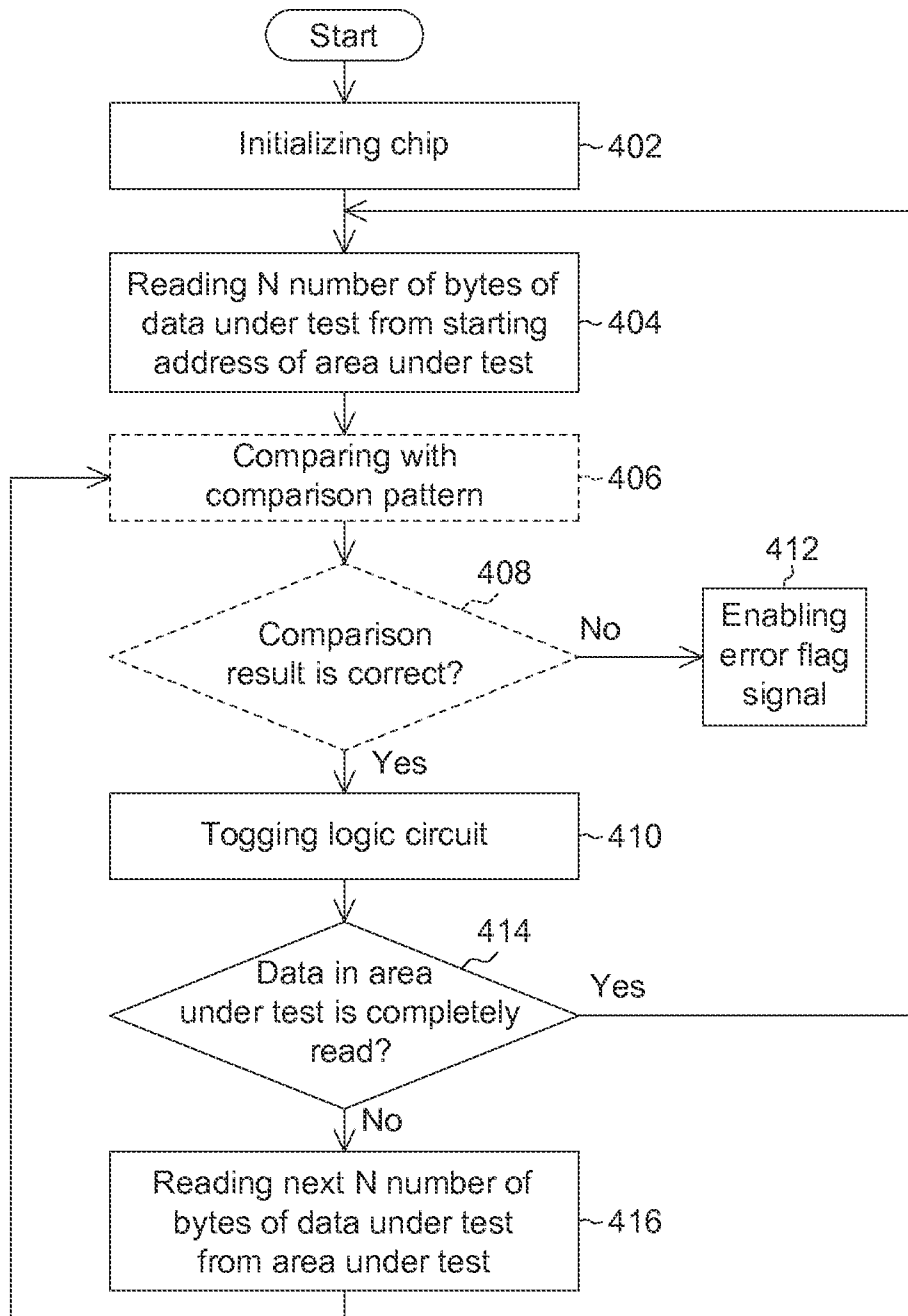 Start
Initializing chip
402
Reading N number of bytes of
data under test from starting
address of area under test
404
Comparing with
comparison pattern
406
408
Comparison
result is correct?
No
412
Enabling
error flag
signal
Yes
Togging logic circuit
410
414
Data in area
under test is completely
read?
Yes
No
Reading next N number of
bytes of data under test
from area under test
416